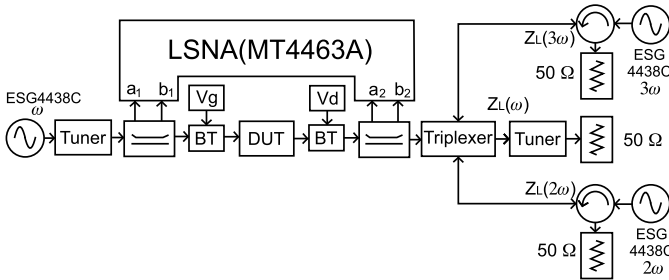 LSNA(MT4463A)
a1 b1
a2 b2
ESG4438C
ω
Tuner
Vg
BT
DUT
Vd
BT
Triplexer
ZL(3ω)
50 Ω
ESG
4438C
3ω
ZL(ω)
Tuner
50 Ω
ZL(2ω)
50 Ω
ESG
4438C
2ω